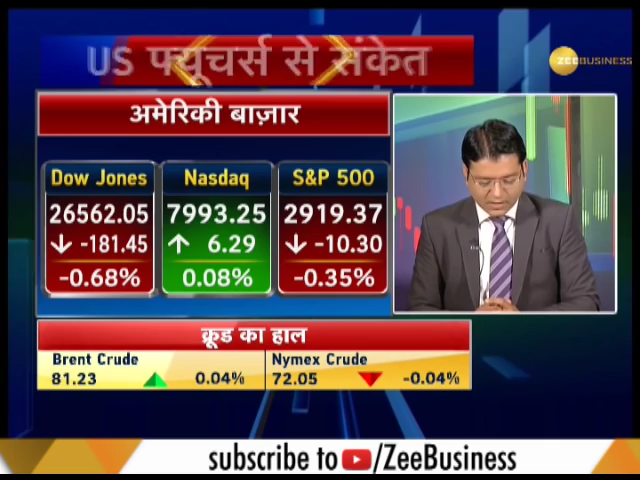 US फ्यूचर्स से संकेत
ZEEBUSINESS
अमेरिकी बाज़ार
Dow Jones
26562.05
-181.45
-0.68%
Nasdaq
7993.25
6.29
0.08%
S&P 500
2919.37
-10.30
-0.35%
क्रूड का हाल
Brent Crude
81.23 0.04%
Nymex Crude
72.05 -0.04%
subscribe to /ZeeBusiness